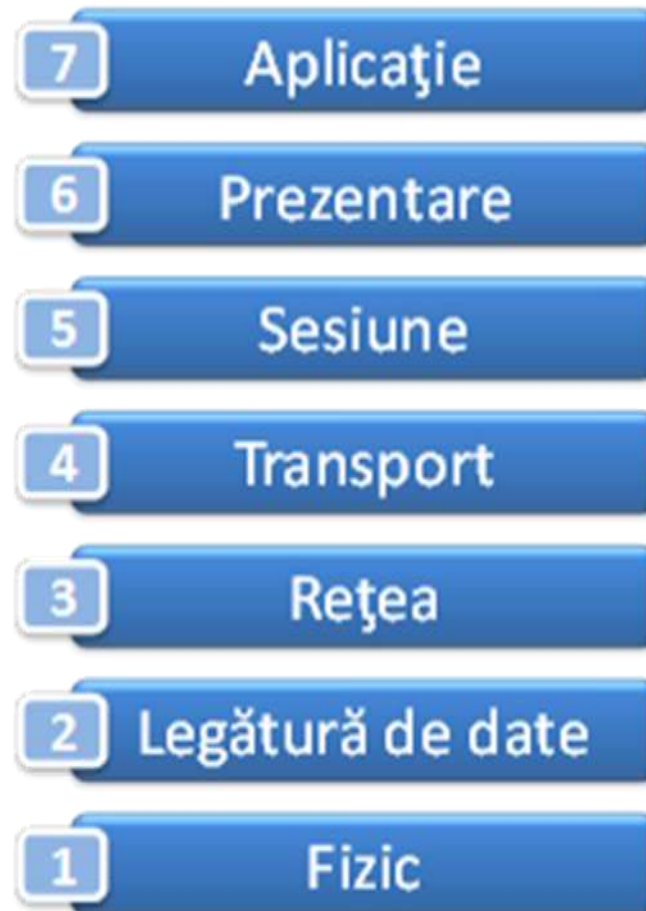 7 Aplicaţie
6 Prezentare
5 Sesiune
4 Transport
3 Reţea
2 Legătură de date
1 Fizic